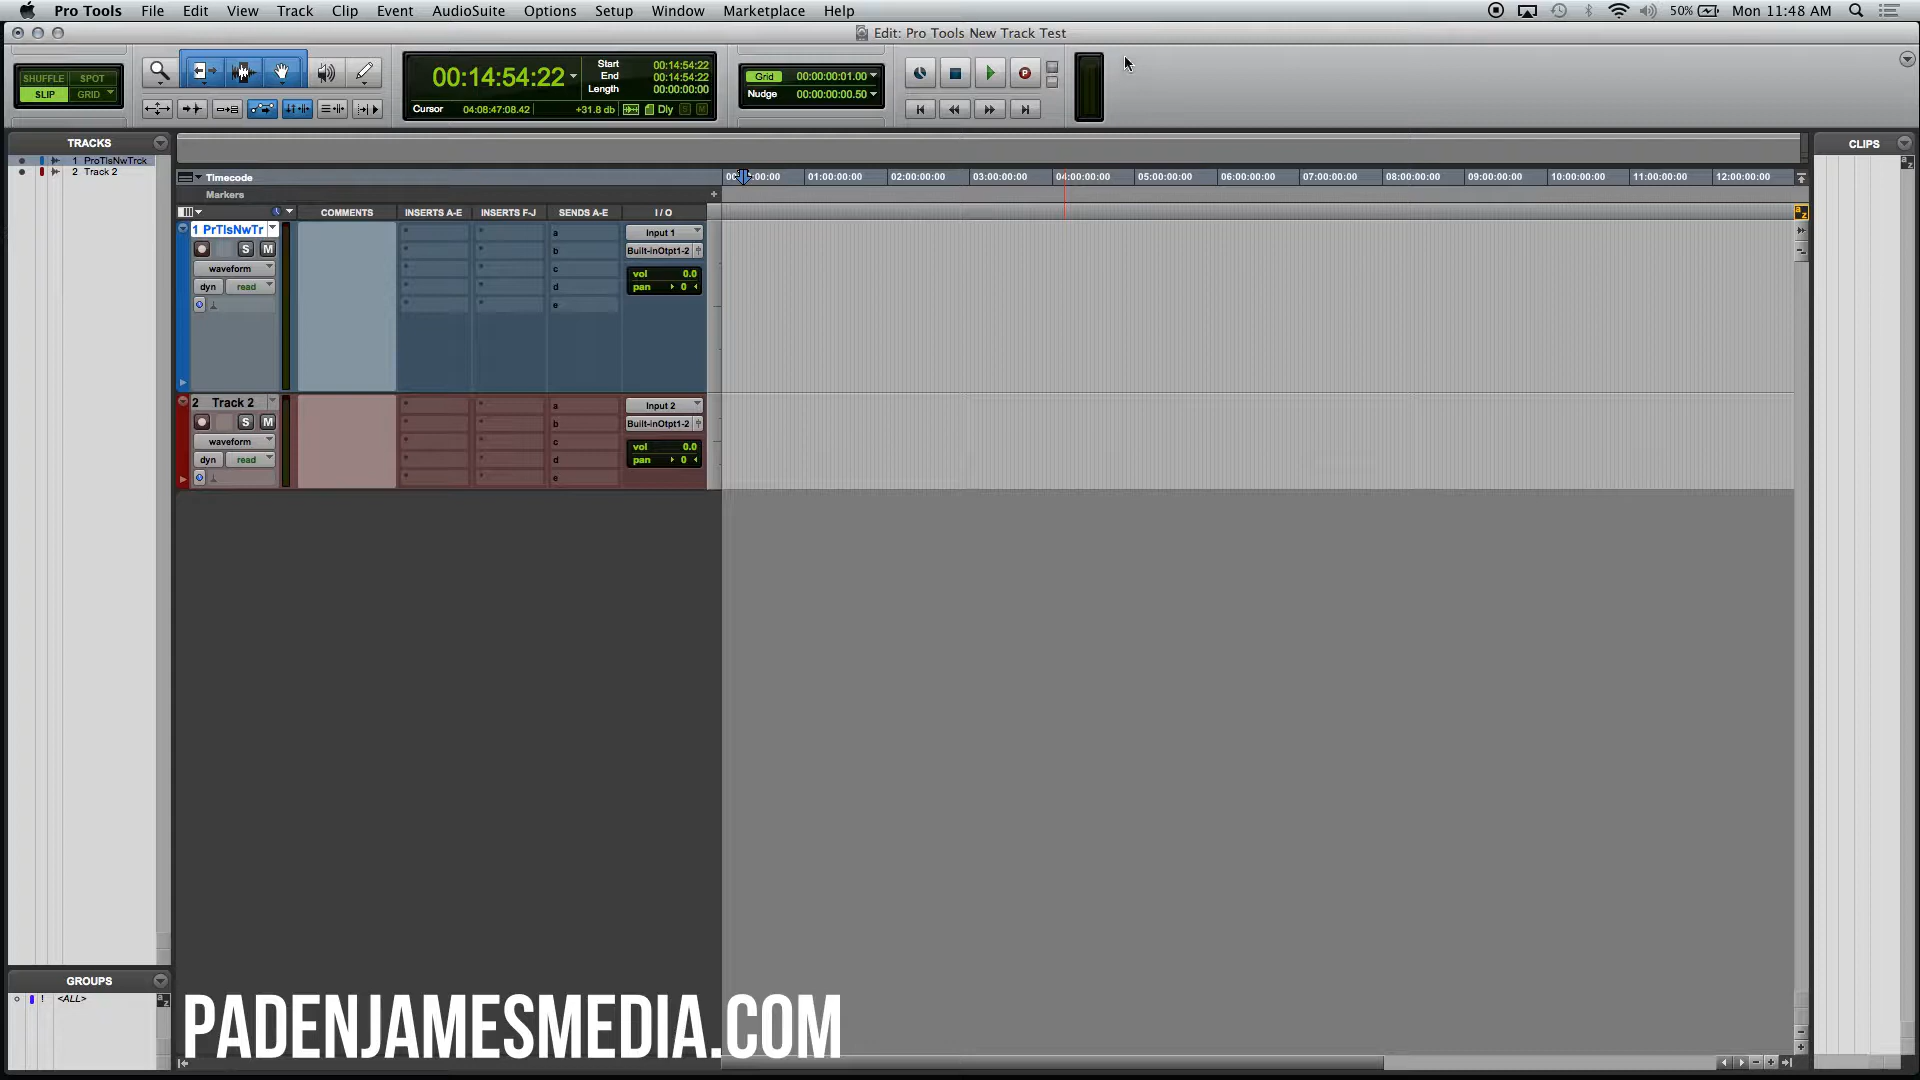 Pro Tools File Edit View Track Clip Event AudioSuite Options Setup Window Marketplace Help 50% Mon 11:48 AM
Edit: Pro Tools New Track Test
SHUFFLE SPOT
SLIP GRID
00:14:54:22
Start 00:14:54:22
End 00:14:54:22
Length 00:00:00:00
Cursor 04:08:47:08.42 +31.8 db Dly S M
Grid 00:00:00:01.00
Nudge 00:00:00:00.50
TRACKS
1 ProTlsNwTrck
2 Track 2
CLIPS
Timecode
01:00:00:00 02:00:00:00 03:00:00:00 04:00:00:00 05:00:00:00 06:00:00:00 07:00:00:00 08:00:00:00 09:00:00:00 10:00:00:00 11:00:00:00 12:00:00:00
Markers
COMMENTS INSERTS A-E INSERTS F-J SENDS A-E I / O
1 PrTlsNwTr
S M
waveform
dyn read
a
b
c
d
e
Input 1
Built-inOtpt1-2
vol 0.0
pan 0
2 Track 2
S M
waveform
dyn read
a
b
c
d
e
Input 2
Built-inOtpt1-2
vol 0.0
pan 0
GROUPS
! <ALL>
PADENJAMESMEDIA.COM